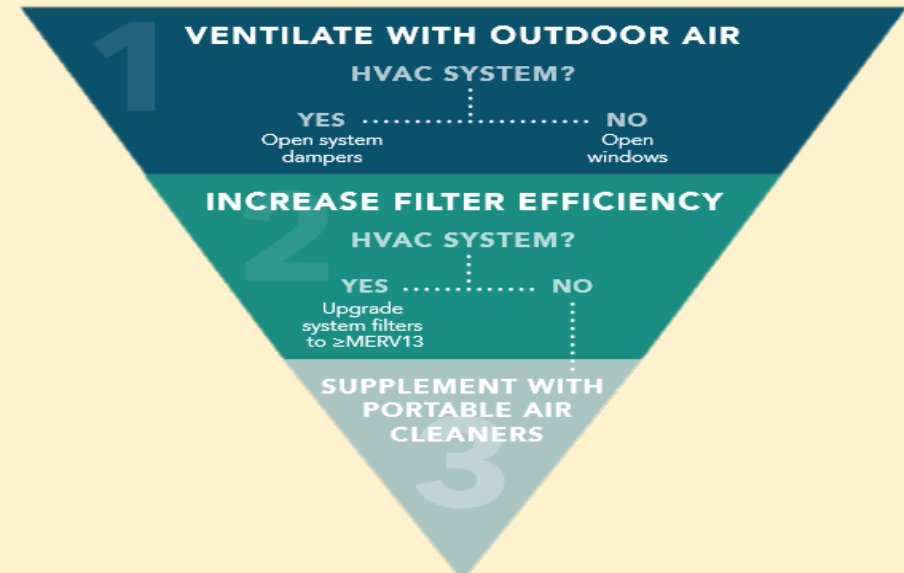 1
VENTILATE WITH OUTDOOR AIR
HVAC SYSTEM?
YES NO
Open system Open
dampers windows
2
INCREASE FILTER EFFICIENCY
HVAC SYSTEM?
YES NO
Upgrade
system filters
to ≥MERV13
SUPPLEMENT WITH
PORTABLE AIR
CLEANERS
3